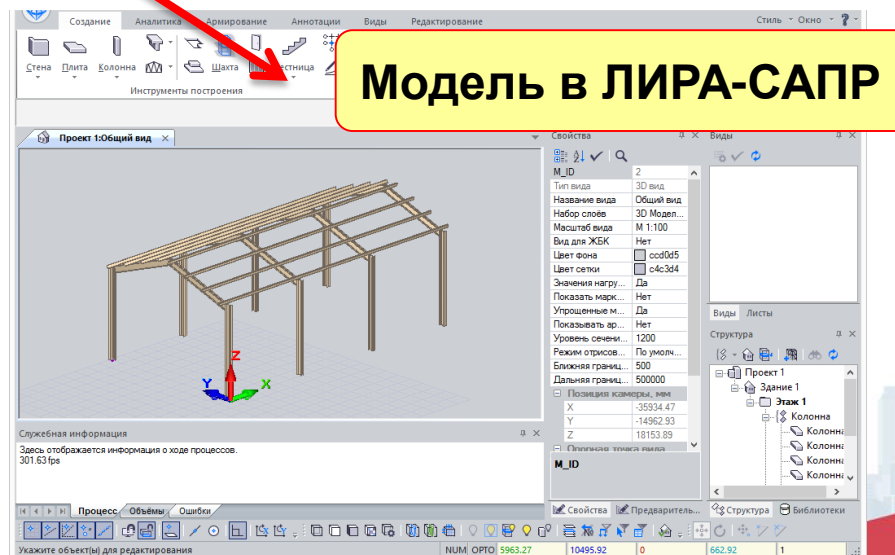 Создание Аналитика Армирование Аннотации Виды Редактирование Стиль Окно ?
Стена Плита Колонна Шахта
Инструменты построения
Модель в ЛИРА-САПР
Проект 1:Общий вид
Свойства
M_ID 2
Тип вида 3D вид
Название вида Общий вид
Набор слоёв 3D Модел...
Масштаб вида М 1:100
Вид для ЖБК Нет
Цвет фона ccd0d5
Цвет сетки c4c3d4
Значения нагру... Да
Показать марк... Нет
Упрощенные м... Да
Показывать ар... Нет
Уровень сечени... 1200
Режим отрисов... По умолч...
Ближняя границ... 500
Дальняя границ... 500000
Позиция камеры, мм
X -35934.47
Y -14962.93
Z 18153.89
Опорная точка вида
M_ID
Свойства Предваритель...
Виды
Виды Листы
Структура
Проект 1
Здание 1
Этаж 1
Колонна
Колонна
Колонна
Колонна
Колонна
Структура Библиотеки
Z
Y X
Служебная информация
Здесь отображается информация о ходе процессов.
301.63 fps
Процесс Объёмы Ошибки
Укажите объект(ы) для редактирования NUM ОРТО 5963.27 10495.92 0 662.92 1